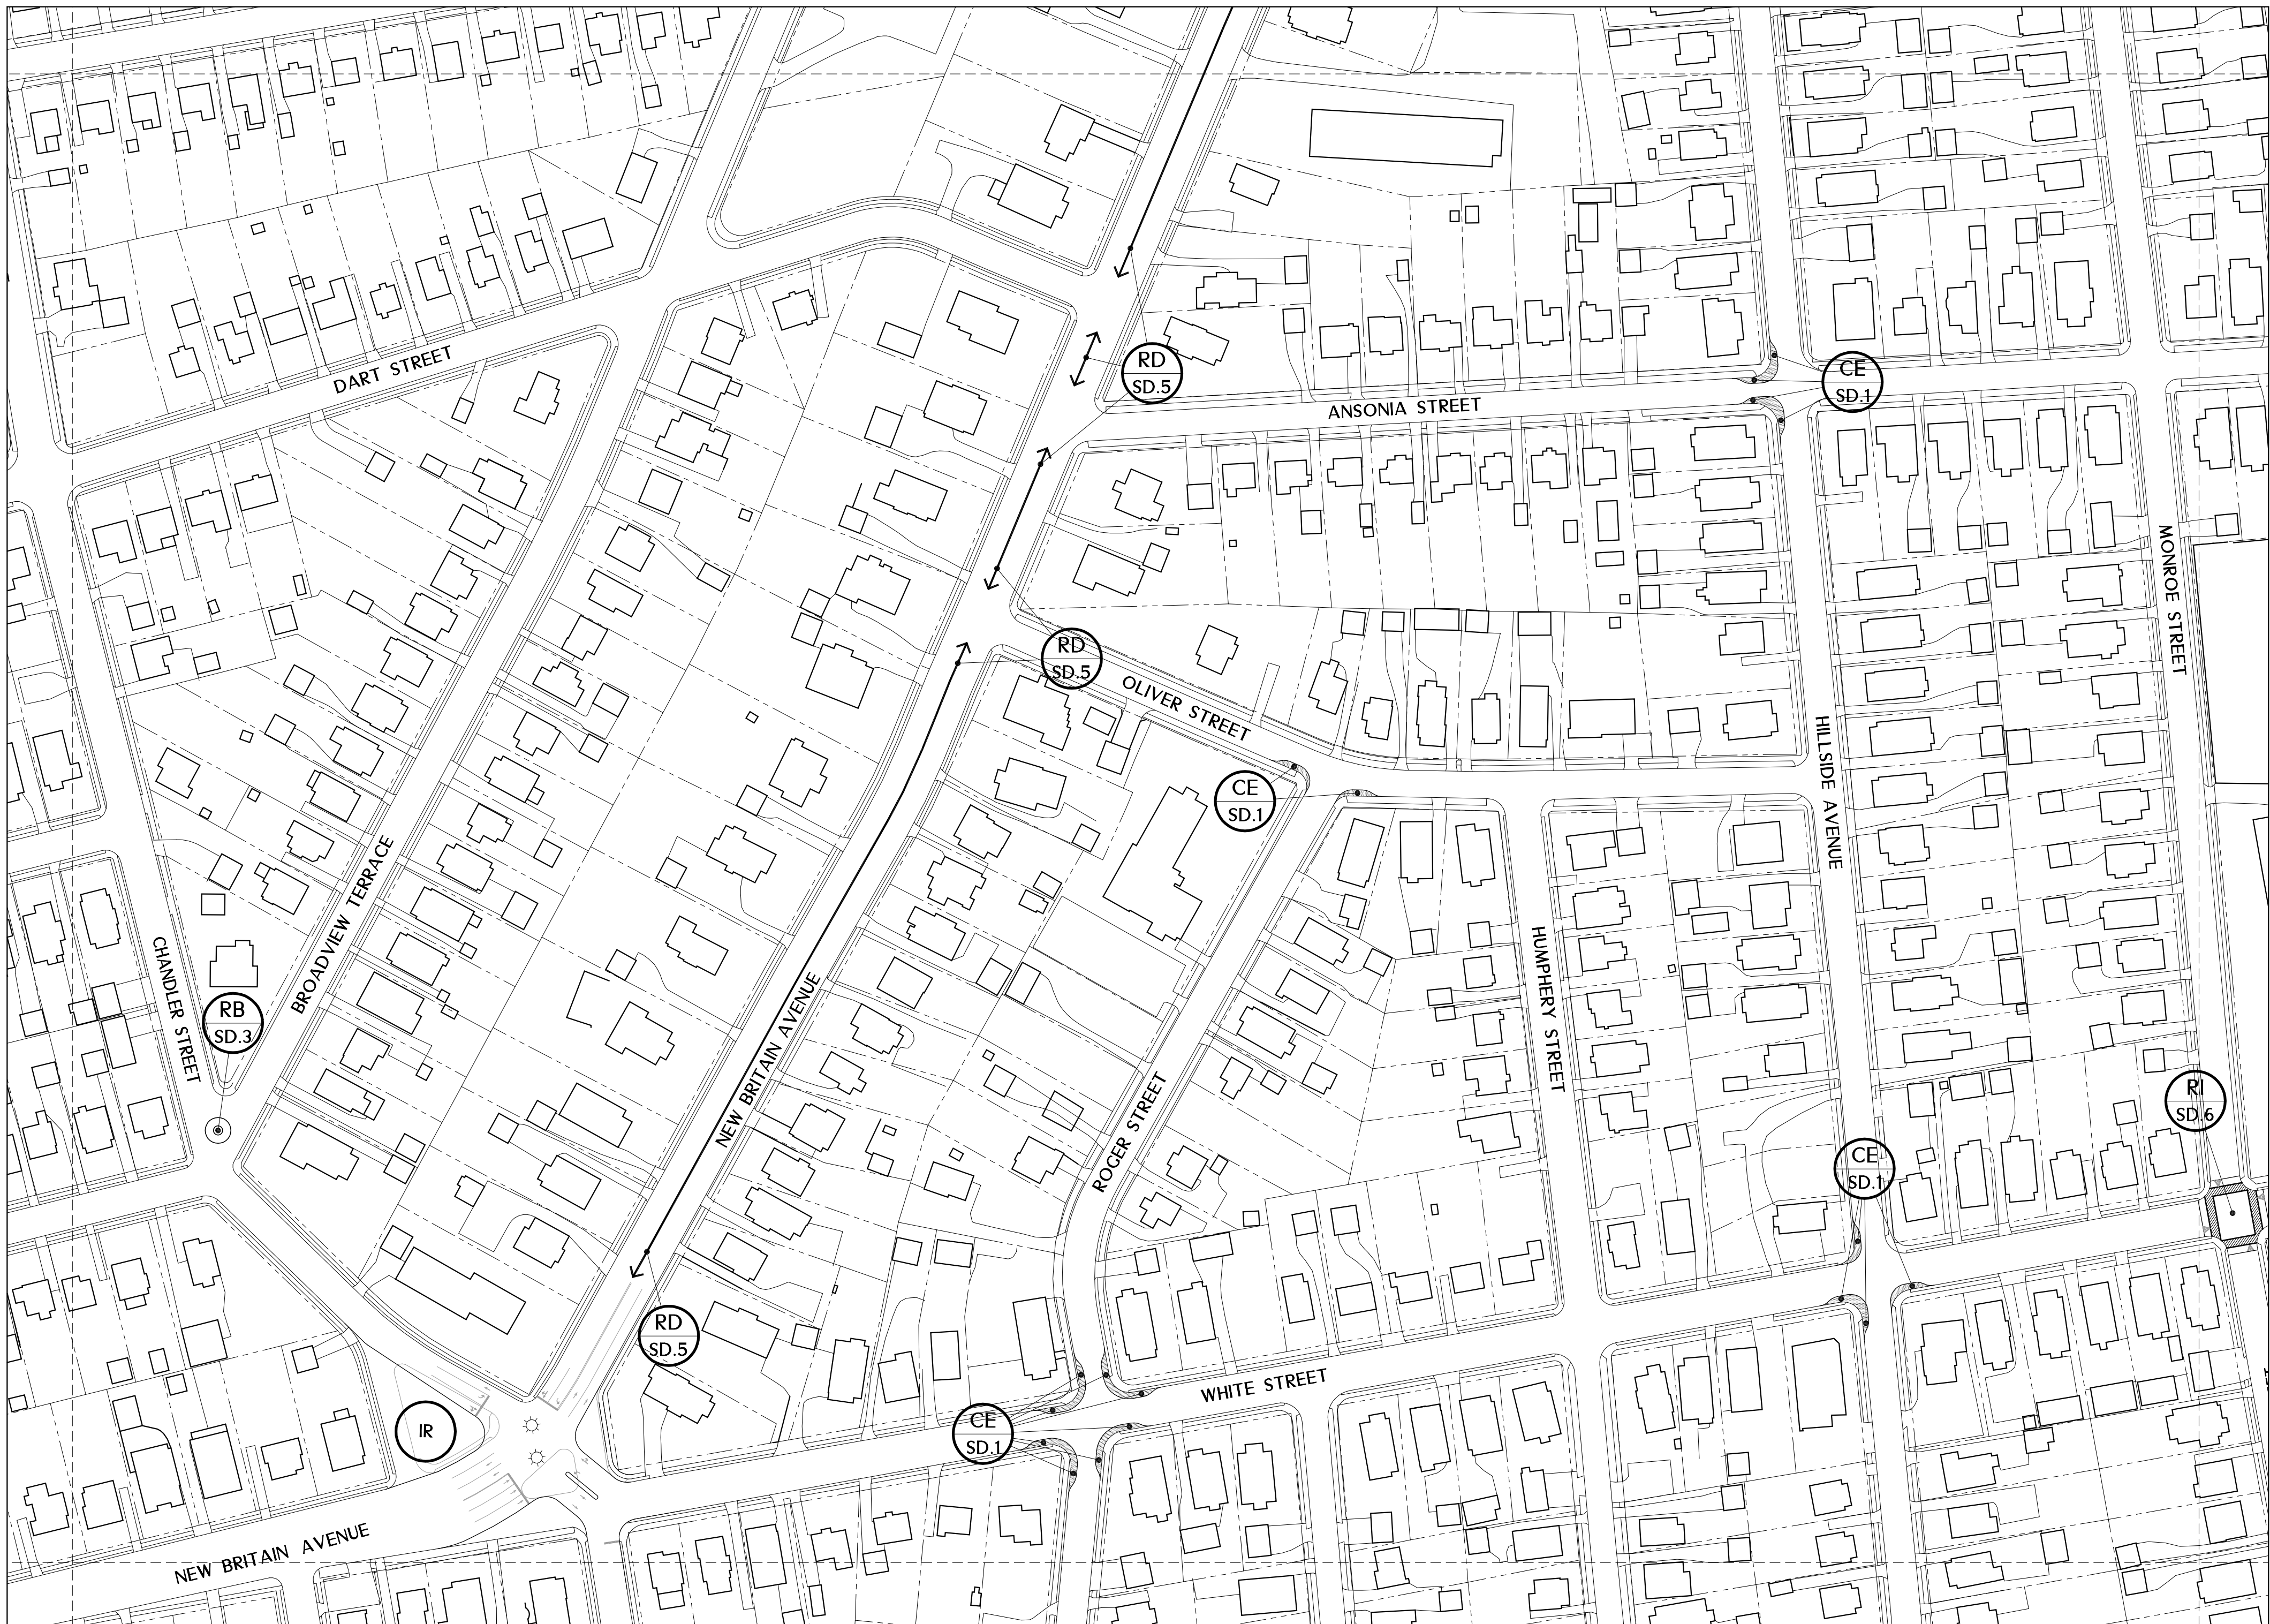 DART STREET
RD
SD.5
CE
SD.1
ANSONIA STREET
MONROE STREET
RD
SD.5
OLIVER STREET
HILLSIDE AVENUE
CE
SD.1
BROADVIEW TERRACE
CHANDLER STREET
RB
SD.3
NEW BRITAIN AVENUE
HUMPHERY STREET
ROGER STREET
RI
SD.6
CE
SD.1
RD
SD.5
WHITE STREET
IR
CE
SD.1
NEW BRITAIN AVENUE